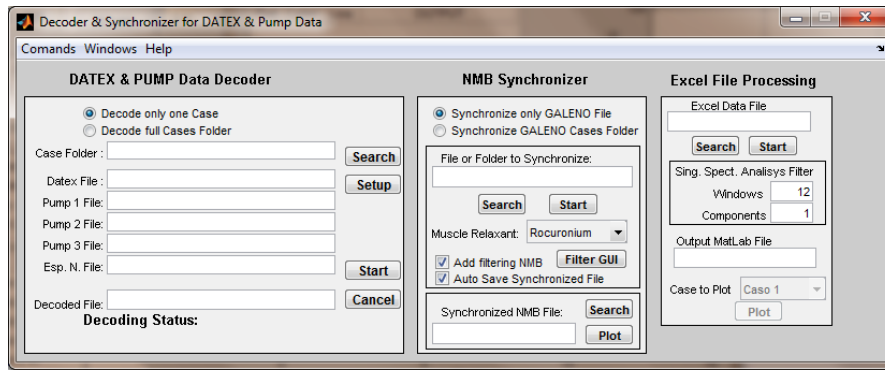 Decoder & Synchronizer for DATEX & Pump Data
Comands Windows Help
DATEX & PUMP Data Decoder
Decode only one Case
Decode full Cases Folder
Case Folder :
Search
Datex File :
Setup
Pump 1 File:
Pump 2 File:
Pump 3 File:
Esp. N. File:
Start
Decoded File:
Cancel
Decoding Status:
NMB Synchronizer
Synchronize only GALENO File
Synchronize GALENO Cases Folder
File or Folder to Synchronize:
Search Start
Muscle Relaxant: Rocuronium
Add filtering NMB Filter GUI
Auto Save Synchronized File
Synchronized NMB File: Search
Plot
Excel File Processing
Excel Data File
Search Start
Sing. Spect. Analisys Filter
Windows 12
Components 1
Output MatLab File
Case to Plot Caso 1
Plot